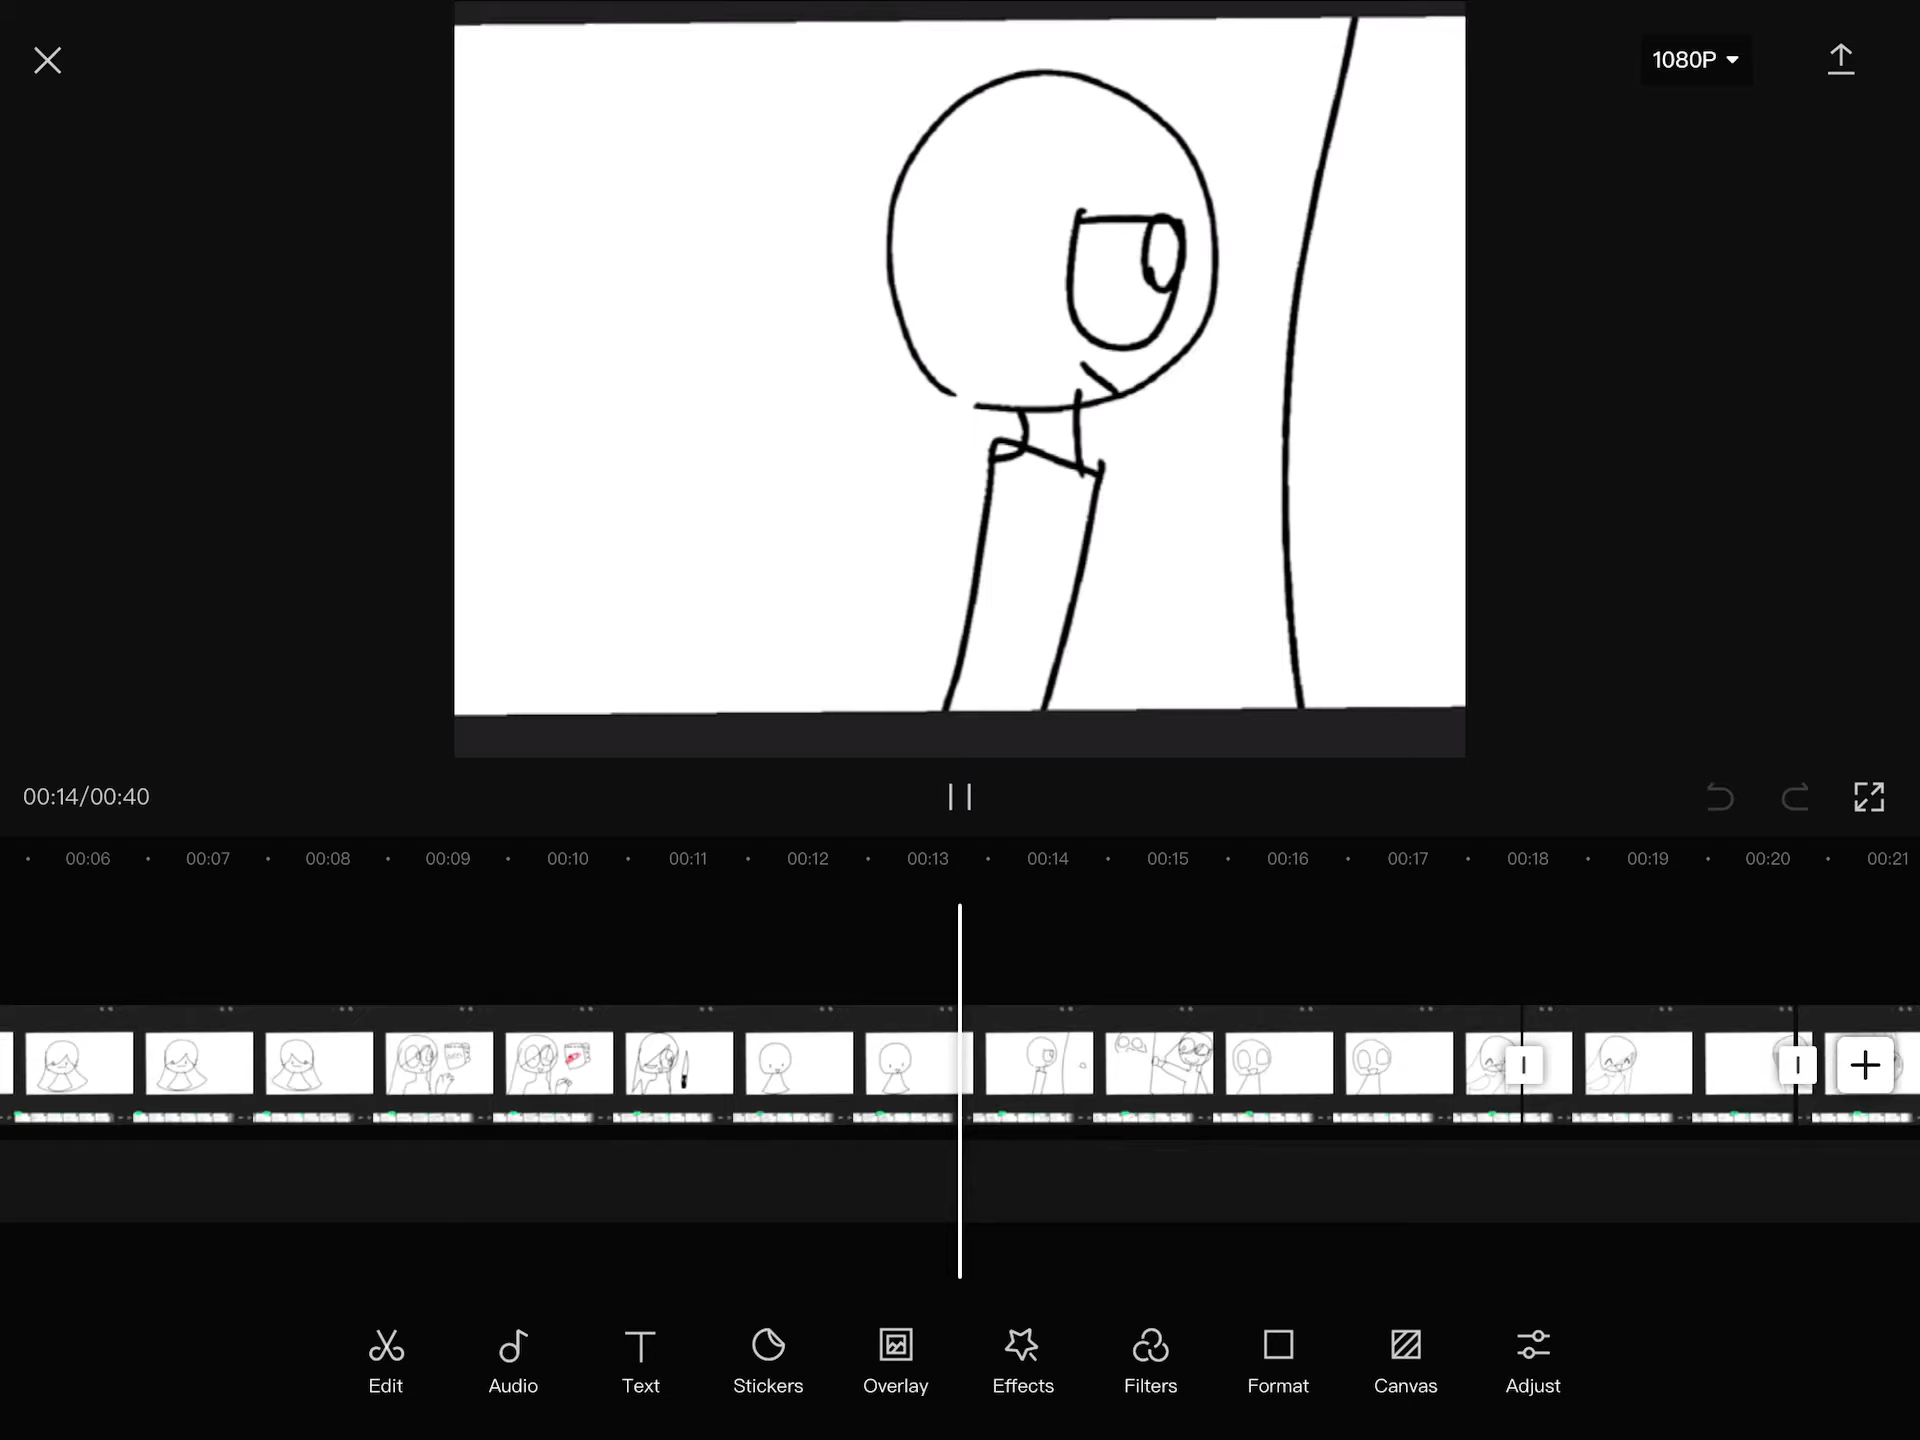 1080P
00:14/00:40
00:06 00:07 00:08 00:09 00:10 00:11 00:12 00:13 00:14 00:15 00:16 00:17 00:18 00:19 00:20 00:21
Edit Audio Text Stickers Overlay Effects Filters Format Canvas Adjust